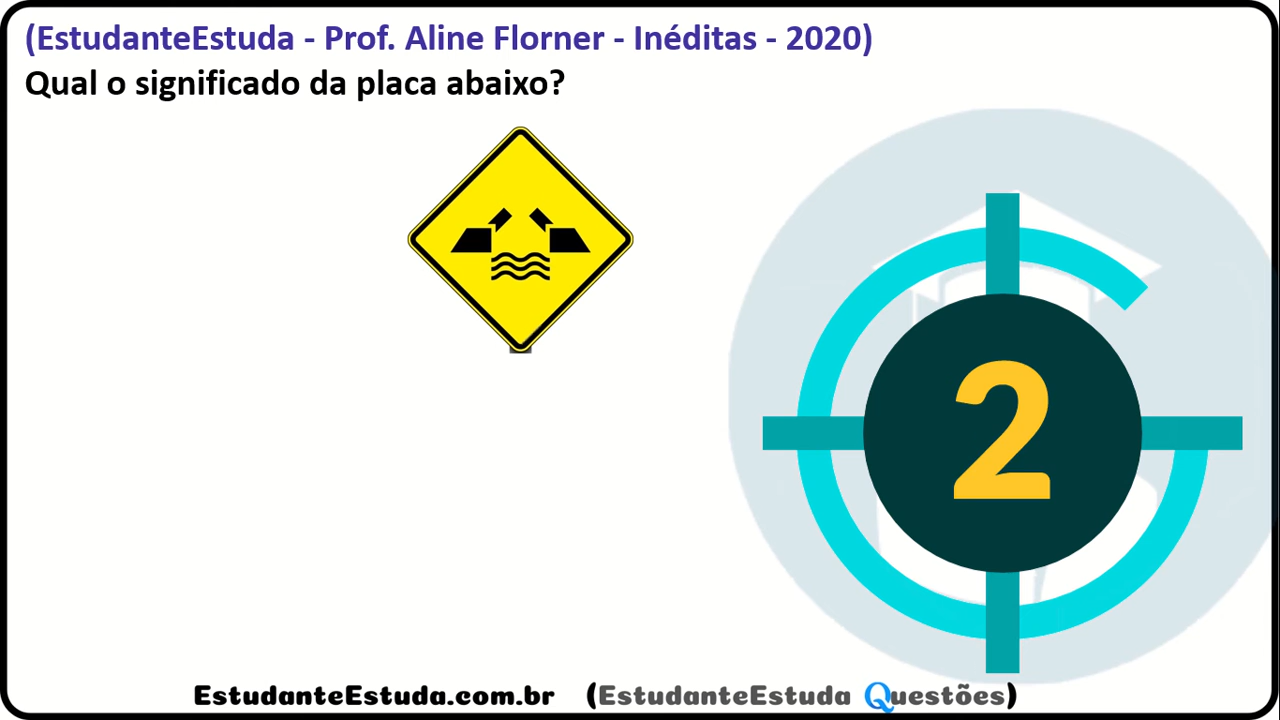 (EstudanteEstuda - Prof. Aline Florner - Inéditas - 2020)
Qual o significado da placa abaixo?
2
EstudanteEstuda.com.br (EstudanteEstuda Questões)